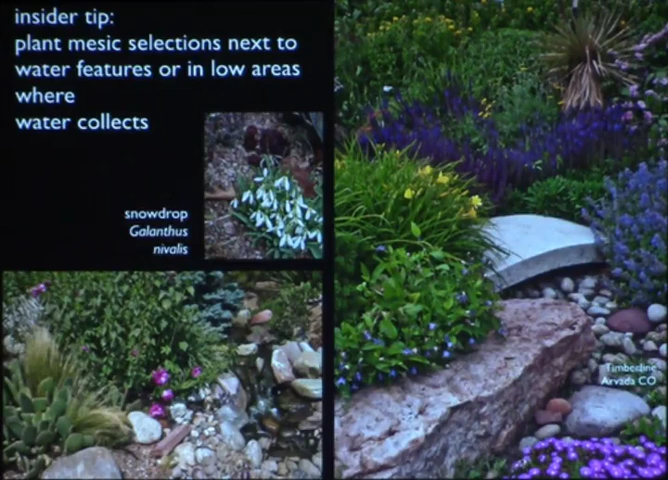 insider tip:
plant mesic selections next to
water features or in low areas
where
water collects
snowdrop
Galanthus
nivalis
Timberline
Arvada CO